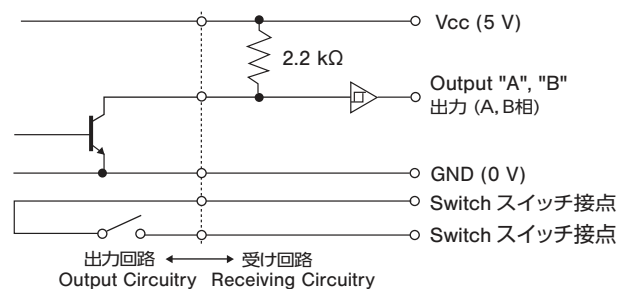 Vcc (5 V)
2.2 kΩ
Output "A", "B"
出力 (A, B相)
GND (0 V)
Switch スイッチ接点
Switch スイッチ接点
出力回路 受け回路
Output Circuitry Receiving Circuitry